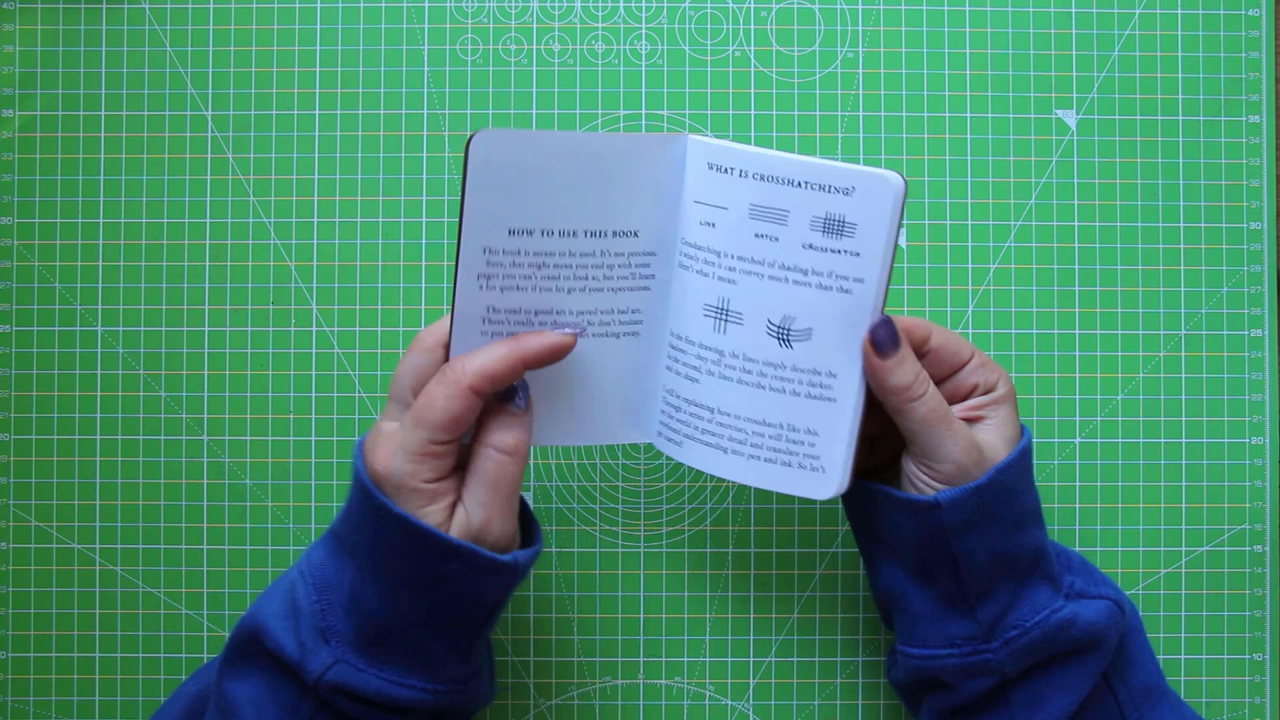 HOW TO USE THIS BOOK
This book is meant to be used. It's not precious.
Sure, that might mean you end up with some
pages you can't stand to look at, but you'll learn
a lot quicker if you let go of your expectations.
The road to good art is paved with bad art.
There's really no shortcut! So don't hesitate
to put working away.
WHAT IS CROSSHATCHING?
LINE
HATCH
CROSSHATCH
Crosshatching is a method of shading but if you use
it wisely then it can convey much more than that.
Here's what I mean:
In the first drawing, the lines simply describe the
shadows—they tell you that the center is darker.
In the second, the lines describe both the shadows
and the shape.
I will be explaining how to crosshatch like this.
Through a series of exercises, you will learn to
see the world in greater detail and translate your
profound understanding into pen and ink. So let's
get started!